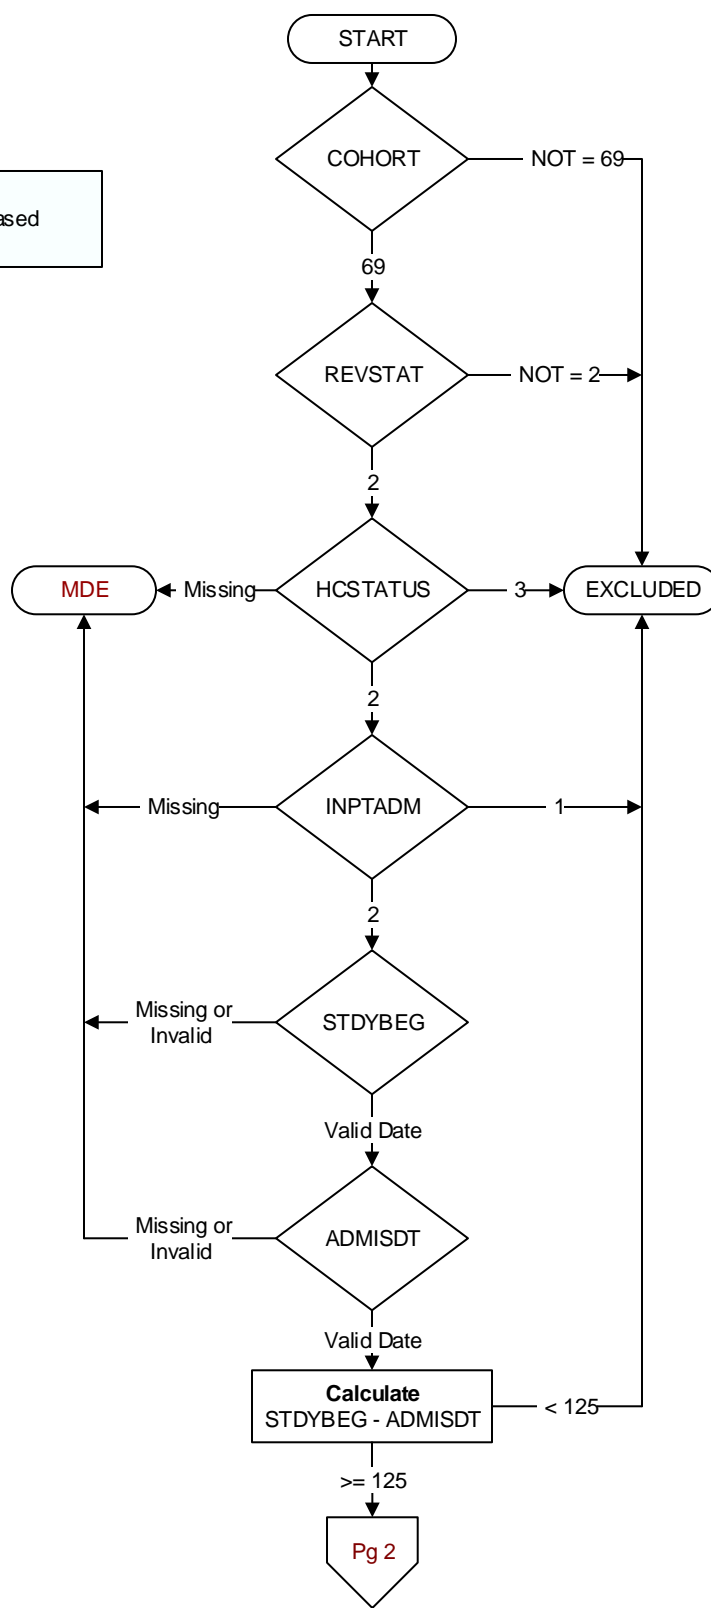 START
COHORT
NOT = 69
ased
69
REVSTAT
NOT = 2
2
MDE
Missing
HCSTATUS
3
EXCLUDED
2
Missing
INPTADM
1
2
Missing or
Invalid
STDYBEG
Valid Date
Missing or
Invalid
ADMISDT
Valid Date
Calculate
STDYBEG - ADMISDT
< 125
>= 125
Pg 2